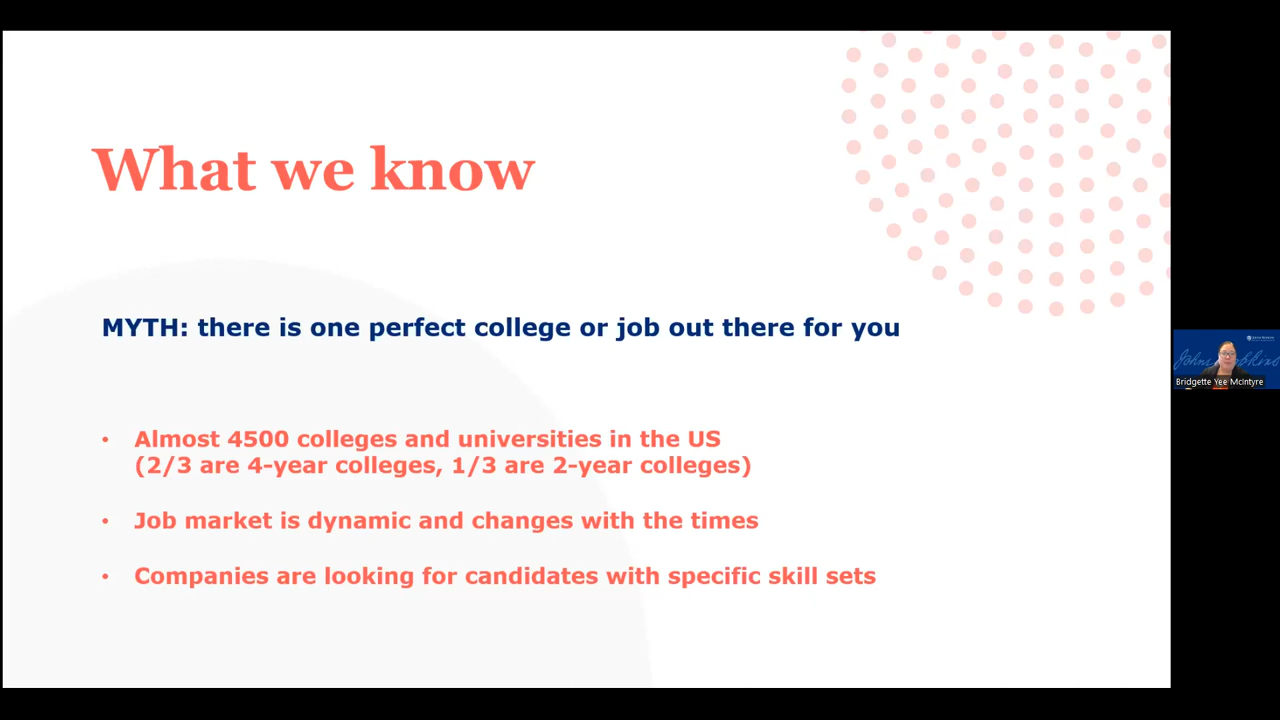 What we know
MYTH: there is one perfect college or job out there for you
• Almost 4500 colleges and universities in the US
(2/3 are 4-year colleges, 1/3 are 2-year colleges)
• Job market is dynamic and changes with the times
• Companies are looking for candidates with specific skill sets
Bridgette Yee McIntyre